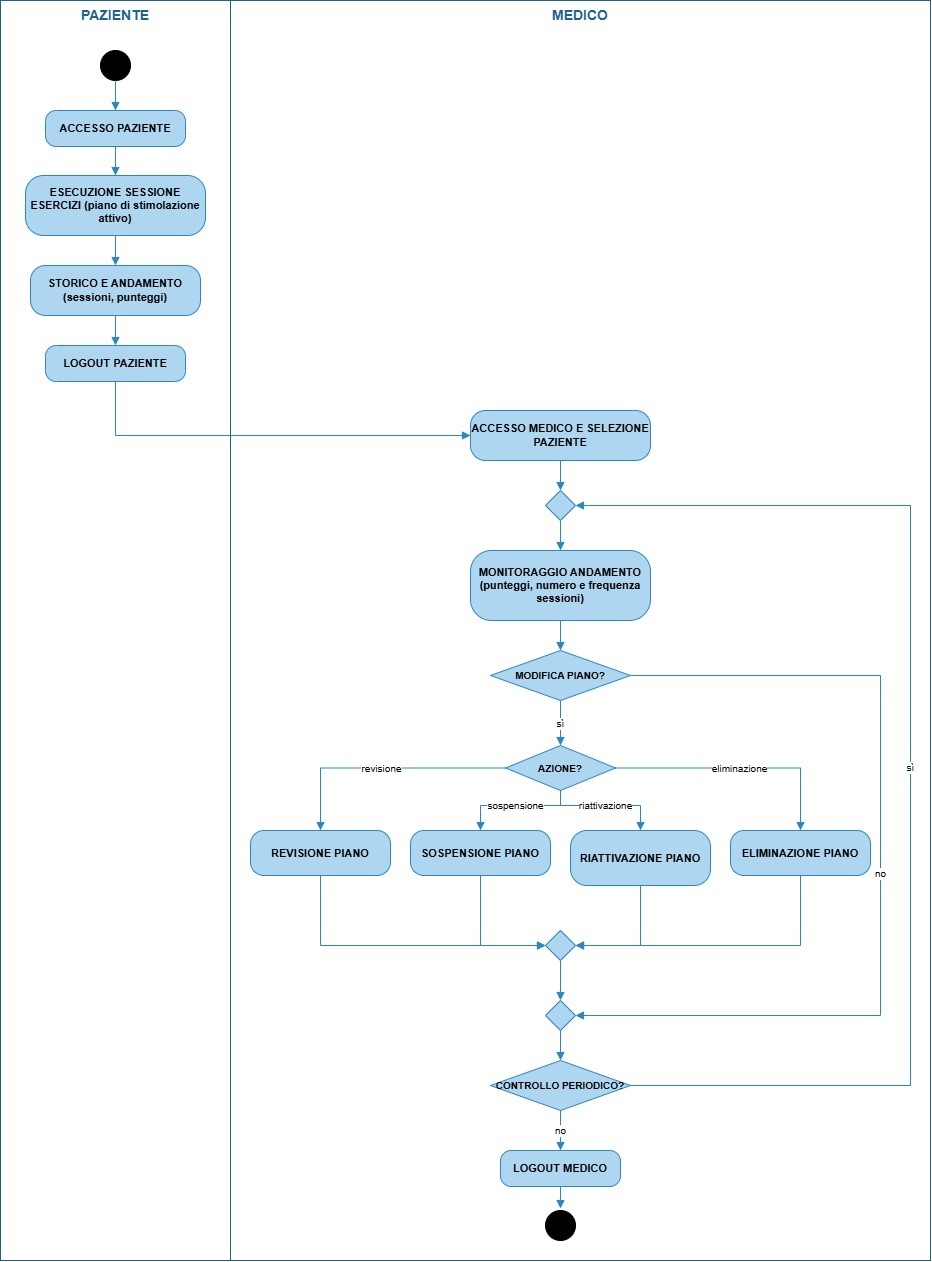 PAZIENTE
MEDICO
ACCESSO PAZIENTE
ESECUZIONE SESSIONE
ESERCIZI (piano di stimolazione
attivo)
STORICO E ANDAMENTO
(sessioni, punteggi)
LOGOUT PAZIENTE
ACCESSO MEDICO E SELEZIONE
PAZIENTE
MONITORAGGIO ANDAMENTO
(punteggi, numero e frequenza
sessioni)
MODIFICA PIANO?
sì
AZIONE?
revisione
eliminazione
sì
sospensione
riattivazione
REVISIONE PIANO
SOSPENSIONE PIANO
RIATTIVAZIONE PIANO
ELIMINAZIONE PIANO
no
CONTROLLO PERIODICO?
no
LOGOUT MEDICO